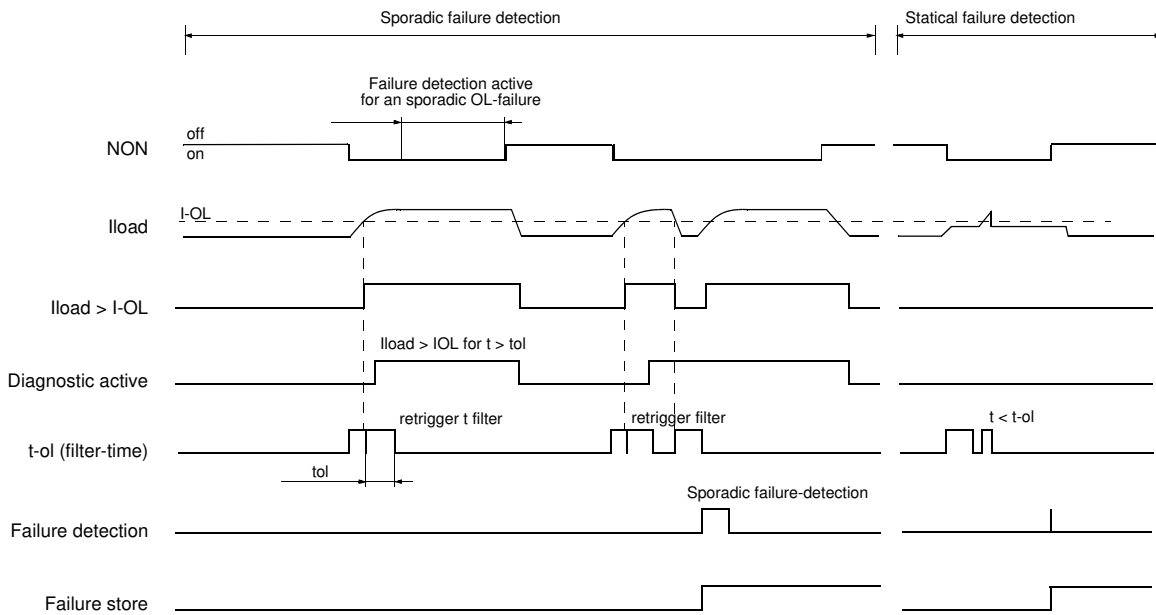 Sporadic failure detection
Statical failure detection
Failure detection active
for an sporadic OL-failure
off
NON
on
I-OL
Iload
Iload > I-OL
Iload > IOL for t > tol
Diagnostic active
retrigger t filter
retrigger filter
t < t-ol
t-ol (filter-time)
tol
Sporadic failure-detection
Failure detection
Failure store